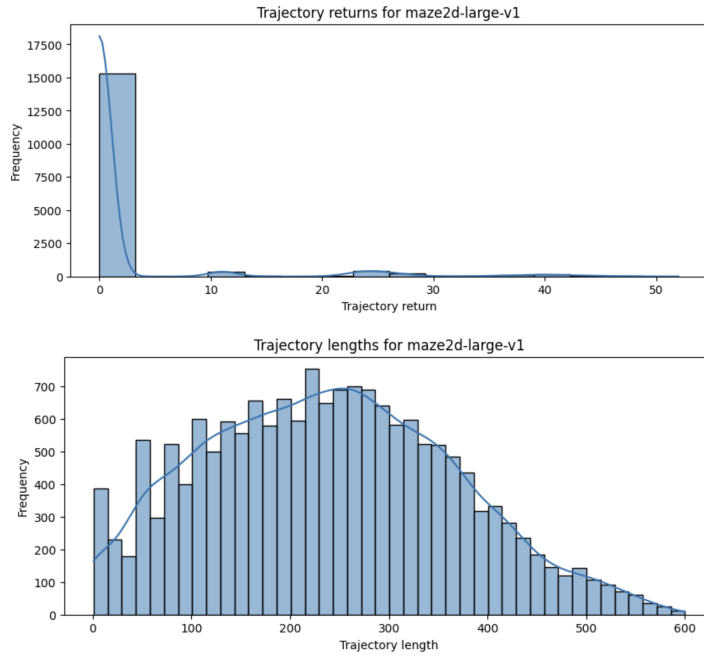 Trajectory returns for maze2d-large-v1
17500
15000
12500
10000
7500
5000
2500
0
Frequency
0 10 20 30 40 50
Trajectory return
Trajectory lengths for maze2d-large-v1
700
600
500
400
300
200
100
0
Frequency
0 100 200 300 400 500 600
Trajectory length